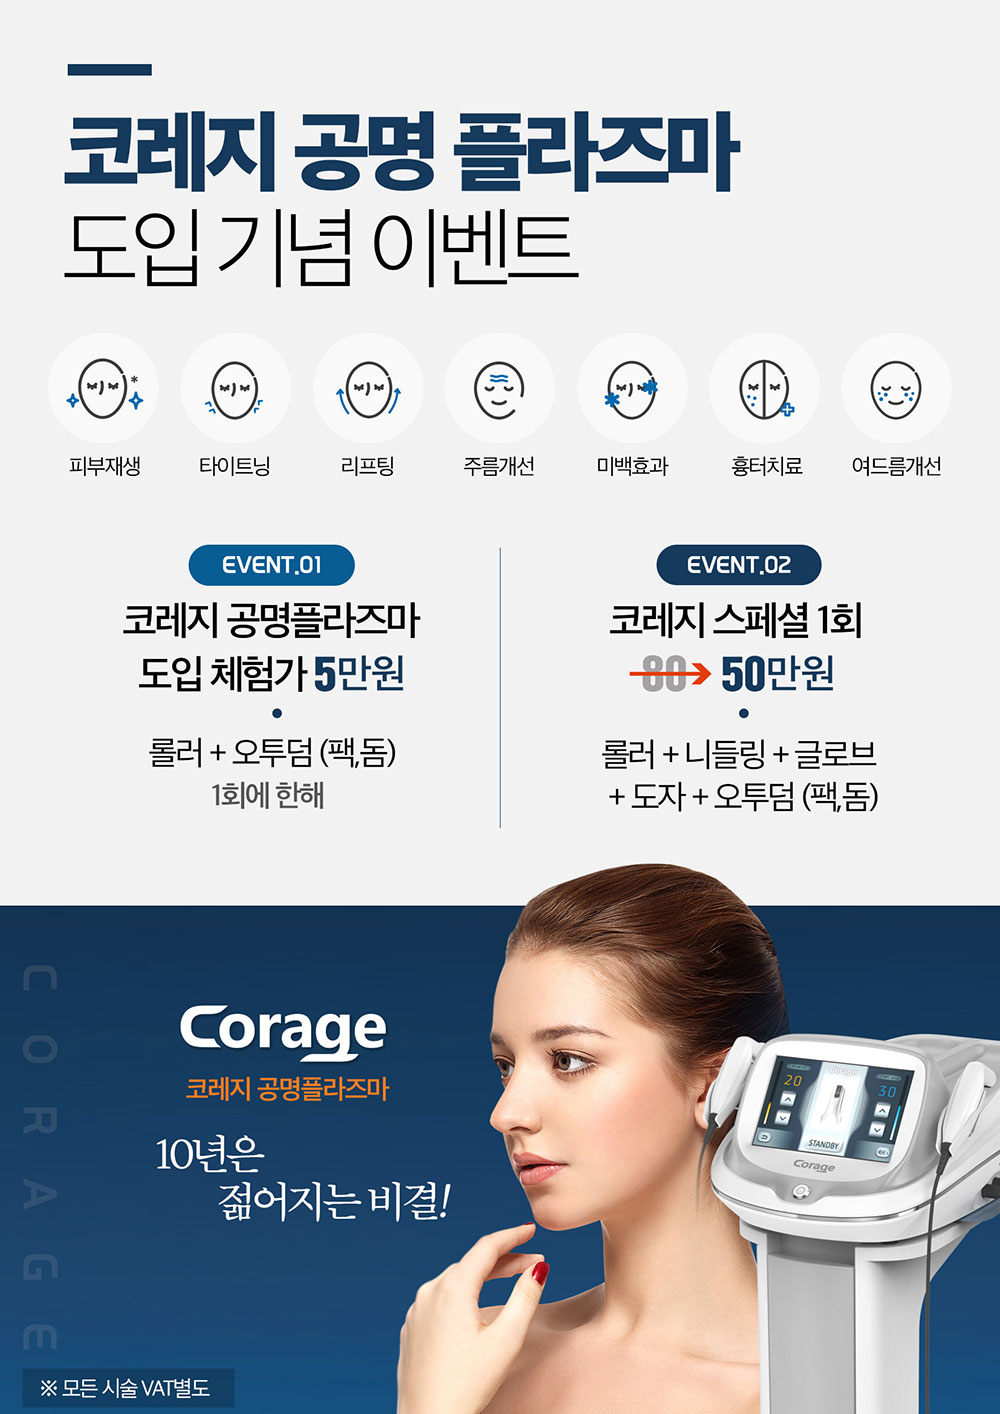 코레지 공명 플라즈마
도입 기념 이벤트
피부재생 타이트닝 리프팅 주름개선 미백효과 흉터치료 여드름개선
EVENT.01
코레지 공명플라즈마
도입 체험가 5만원
롤러 + 오투덤 (팩,돔)
1회에 한해
EVENT.02
코레지 스페셜 1회
80 → 50만원
롤러 + 니들링 + 글로브
+ 도자 + 오투덤 (팩,돔)
CORAGE
Corage
코레지 공명플라즈마
10년은
젊어지는 비결!
corage
20
30
STANDBY
Corage
※ 모든 시술 VAT별도